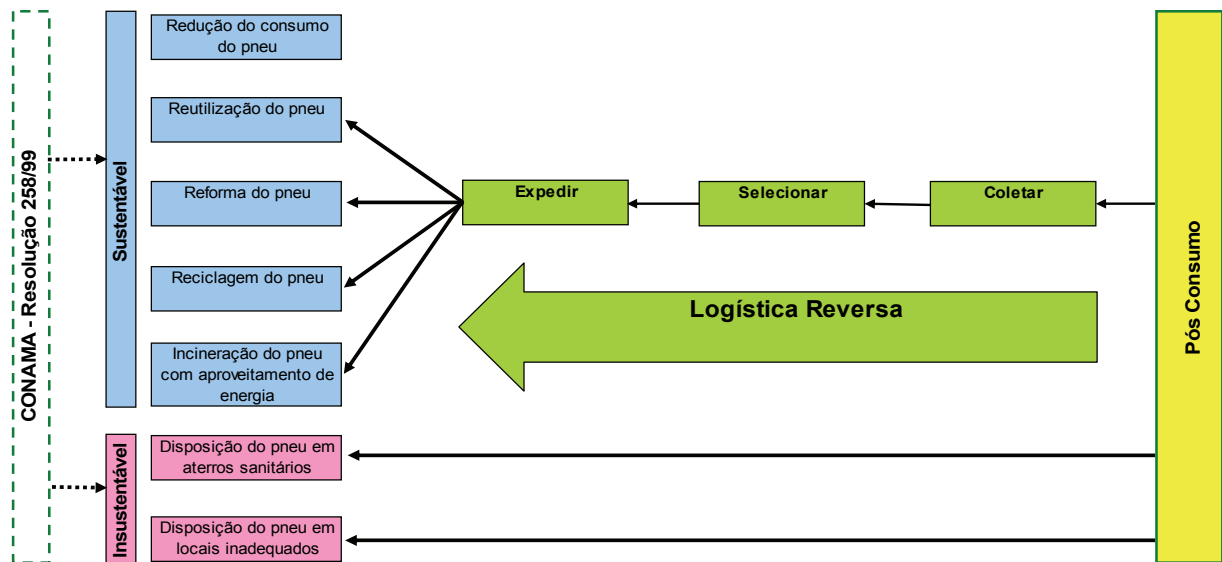 CONAMA - Resolução 258/99
Sustentável
Redução do consumo
do pneu
Reutilização do pneu
Reforma do pneu
Reciclagem do pneu
Incineração do pneu
com aproveitamento de
energia
Expedir
Selecionar
Coletar
Logística Reversa
Pós Consumo
Insustentável
Disposição do pneu em
aterros sanitários
Disposição do pneu em
locais inadequados